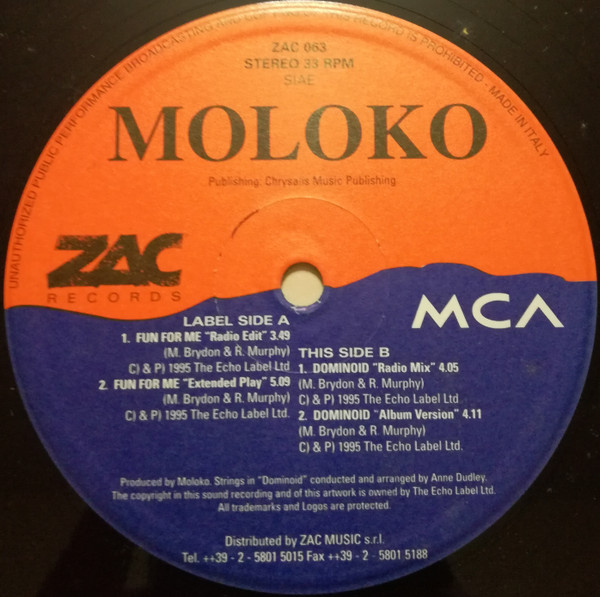 UNAUTHORIZED PUBLIC PERFORMANCE BROADCASTING AND RECORD IS PROHIBITED - MADE IN ITALY
ZAC 063
STEREO 33 RPM
SIAE
MOLOKO
Publishing: Chrysalis Music Publishing
ZAC
RECORDS
MCA
LABEL SIDE A
1. FUN FOR ME "Radio Edit" 3.49
(M. Brydon & R. Murphy)
C) & P) 1995 The Echo Label Ltd
2. FUN FOR ME "Extended Play" 5.09
(M. Brydon & R. Murphy)
C) & P) 1995 The Echo Label Ltd.
THIS SIDE B
1. DOMINOID "Radio Mix" 4.05
(M. Brydon & R. Murphy)
C) & P) 1995 The Echo Label Ltd
2. DOMINOID "Album Version" 4.11
(M. Brydon & R. Murphy)
C) & P) 1995 The Echo Label Ltd.
Produced by Moloko. Strings in "Dominoid" conducted and arranged by Anne Dudley.
The copyright in this sound recording and of this artwork is owned by The Echo Label Ltd.
All trademarks and Logos are protected.
Distributed by ZAC MUSIC s.r.l.
Tel. ++39 - 2 - 5801 5015 Fax ++39 - 2 - 5801 5188